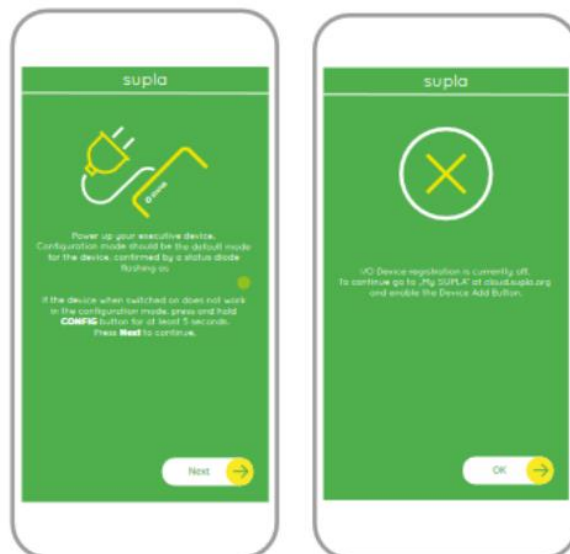 supla
Power up your executive device.
Configuration mode should be the default mode
for the device, confirmed by a status diode
flashing as
If the device when switched on does not work
in the configuration mode, press and hold
CONFIG button for at least 5 seconds.
Press Next to continue.
Next
supla
I/O Device registration is currently off.
To continue go to „My SUPLA" at cloud.supla.org
and enable the Device Add Button.
OK